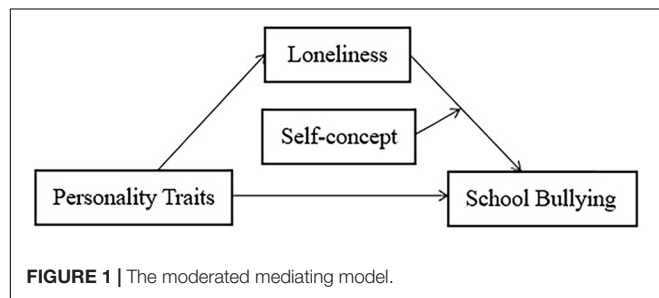 Loneliness
Self-concept
Personality Traits
School Bullying
FIGURE 1 | The moderated mediating model.